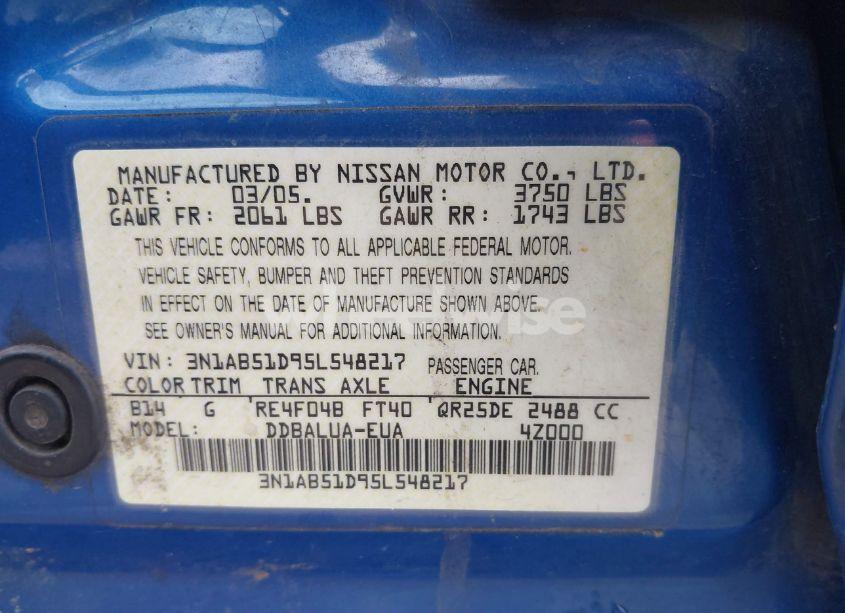 MANUFACTURED BY NISSAN MOTOR CO., LTD.
DATE: 03/05. GVWR: 3750 LBS
GAWR FR: 2061 LBS GAWR RR: 1743 LBS
THIS VEHICLE CONFORMS TO ALL APPLICABLE FEDERAL MOTOR.
VEHICLE SAFETY, BUMPER AND THEFT PREVENTION STANDARDS
IN EFFECT ON THE DATE OF MANUFACTURE SHOWN ABOVE.
SEE OWNER'S MANUAL FOR ADDITIONAL INFORMATION.
VIN: 3N1AB51D95L548217 PASSENGER CAR.
COLOR TRIM TRANS AXLE ENGINE
B14 G RE4F04B FT40 QR25DE 2488 CC
MODEL: DDBALUA-EUA 4Z000
3N1AB51D95L548217